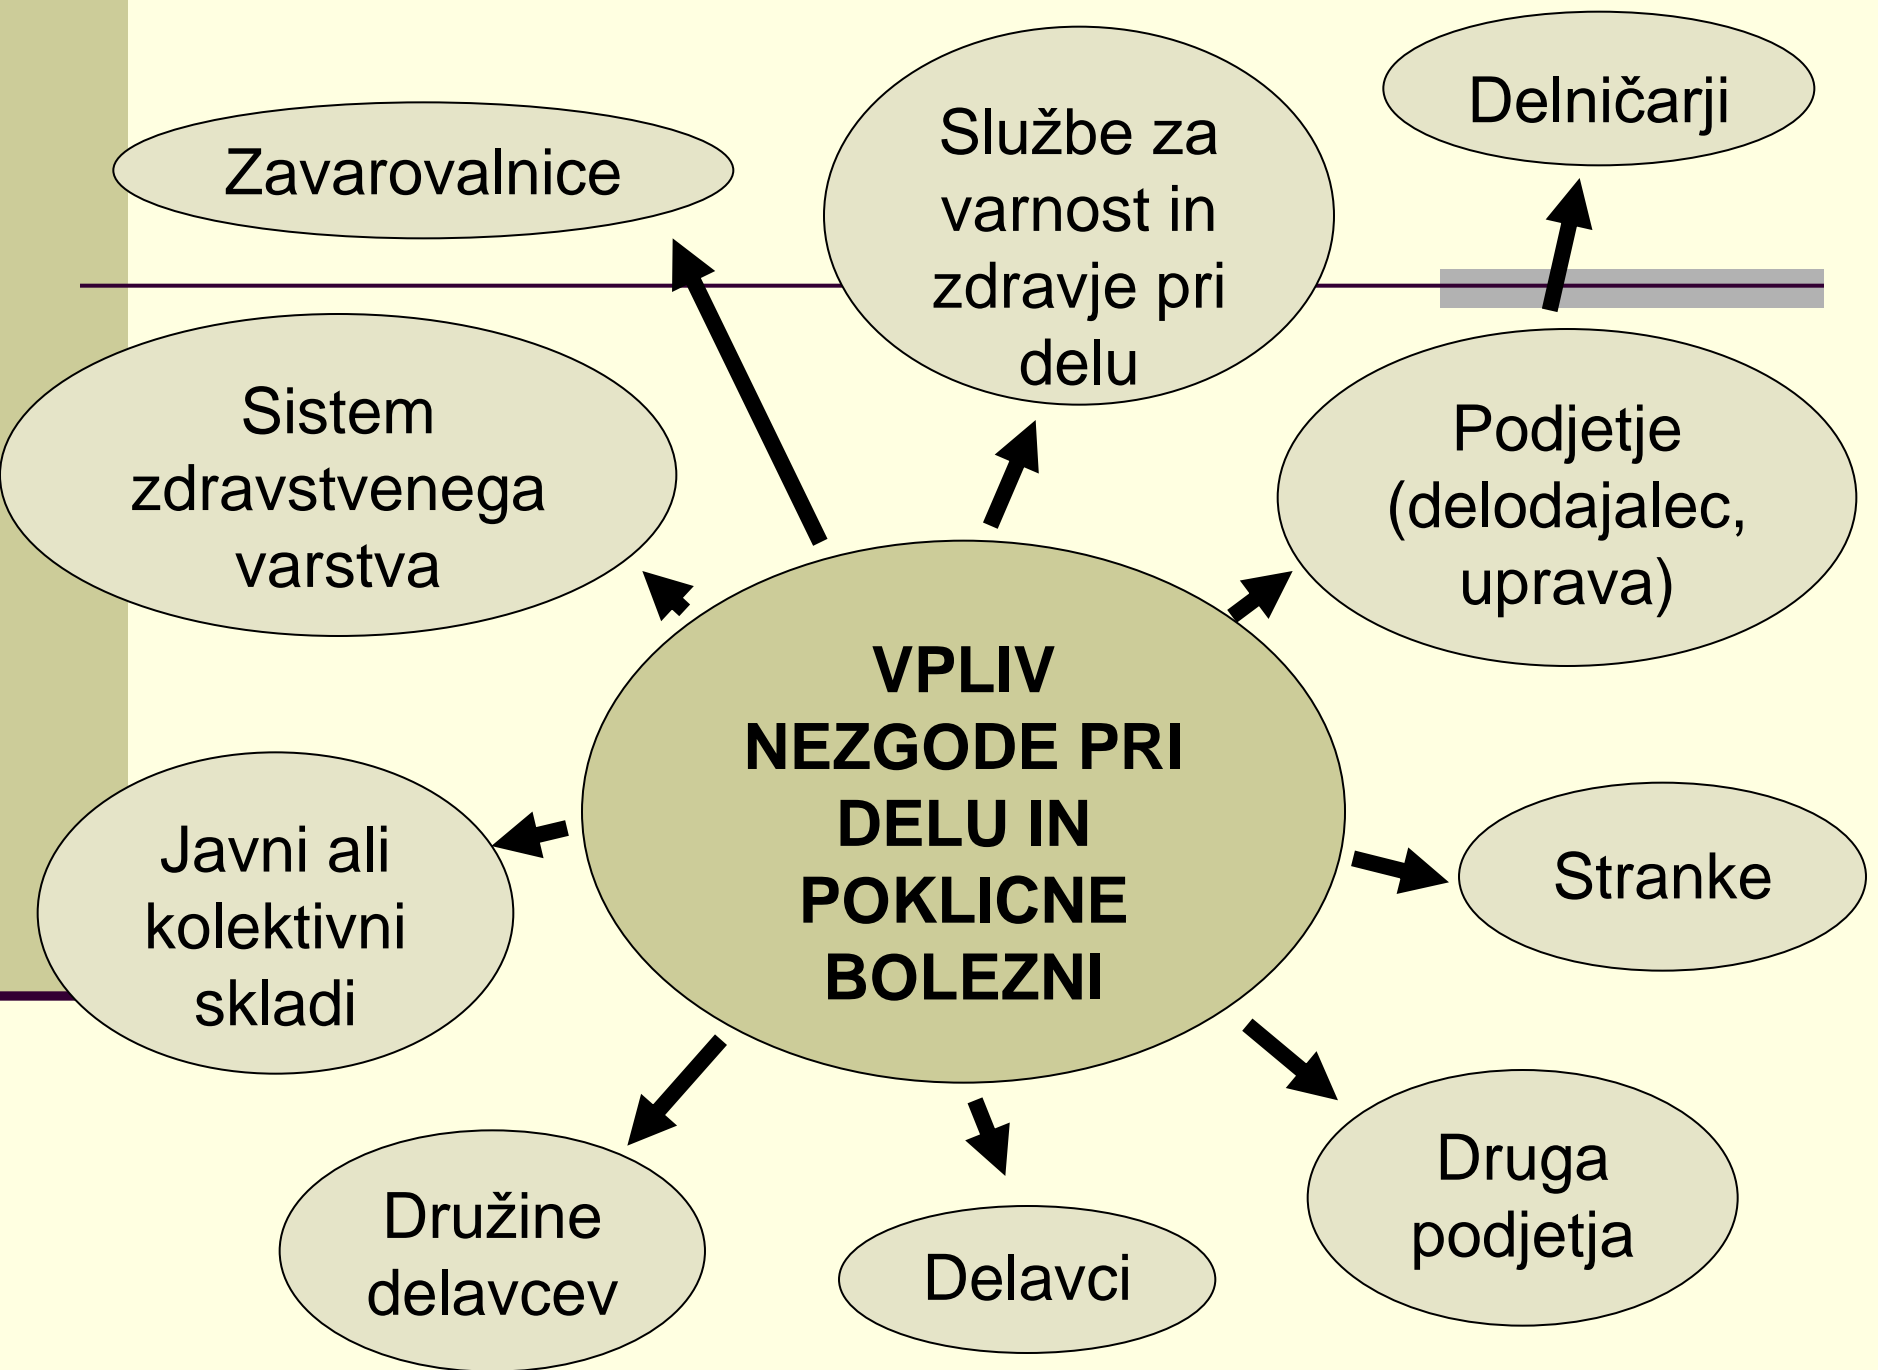 Delničarji
Službe za
varnost in
zdravje pri
delu
Zavarovalnice
Sistem
zdravstvenega
varstva
Podjetje
(delodajalec,
uprava)
VPLIV
NEZGODE PRI
DELU IN
POKLICNE
BOLEZNI
Javni ali
kolektivni
skladi
Stranke
Družine
delavcev
Delavci
Druga
podjetja